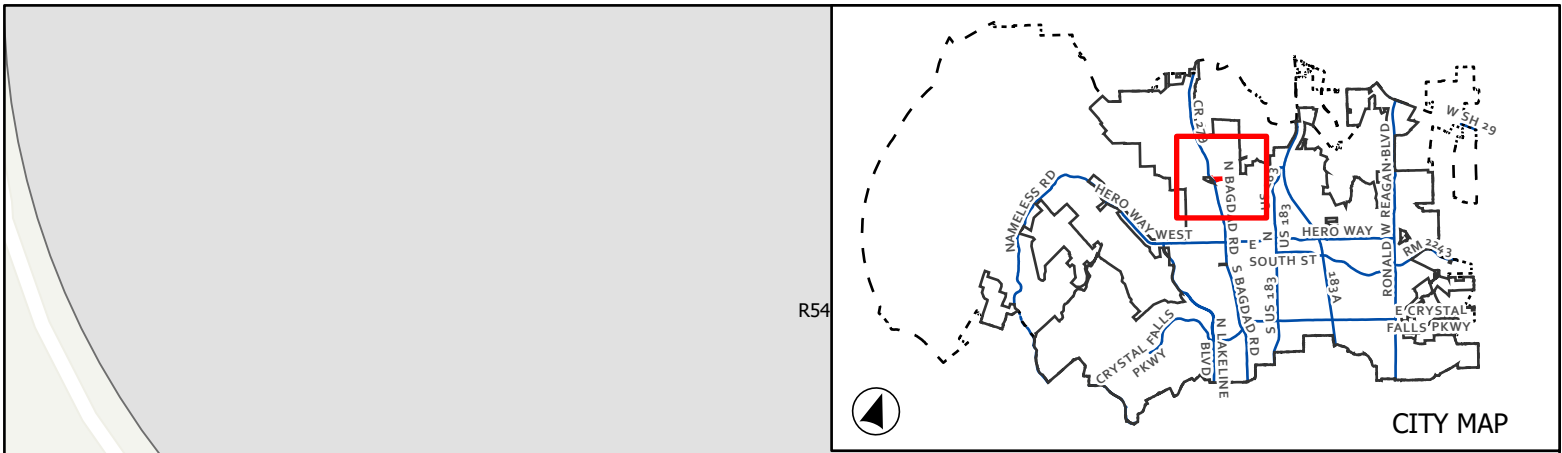 R54
W SH 29
CR 279
N BAGDAD RD
RONALD W REAGAN BLVD
US 183
N
NAMELESS RD
HERO WAY
WEST
E
HERO WAY
SOUTH ST
RM 2243
S BAGDAD RD
S US 183
183A
E CRYSTAL
FALLS PKWY
CRYSTAL FALLS
PKWY
N LAKELINE
BLVD
CITY MAP